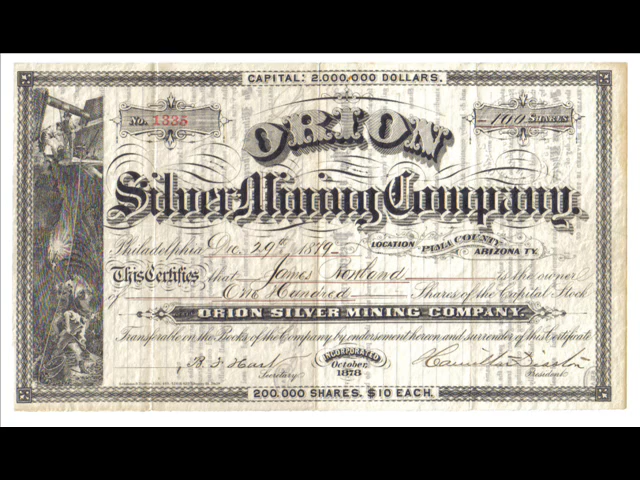 CAPITAL: 2.000.000 DOLLARS.
No. 1335
100 SHARES
ORION
Silver Mining Company.
Philadelphia Dec. 29th 1879
LOCATION PIMA COUNTY ARIZONA TY.
This Certifies that James Rowland is the owner
of One Hundred Shares of the Capital Stock
ORION SILVER MINING COMPANY.
Transferable on the Books of the Company by endorsement hereon and surrender of this Certificate
B. F. Hart
Secretary
INCORPORATED
October,
1878
President
200.000 SHARES. $10 EACH.